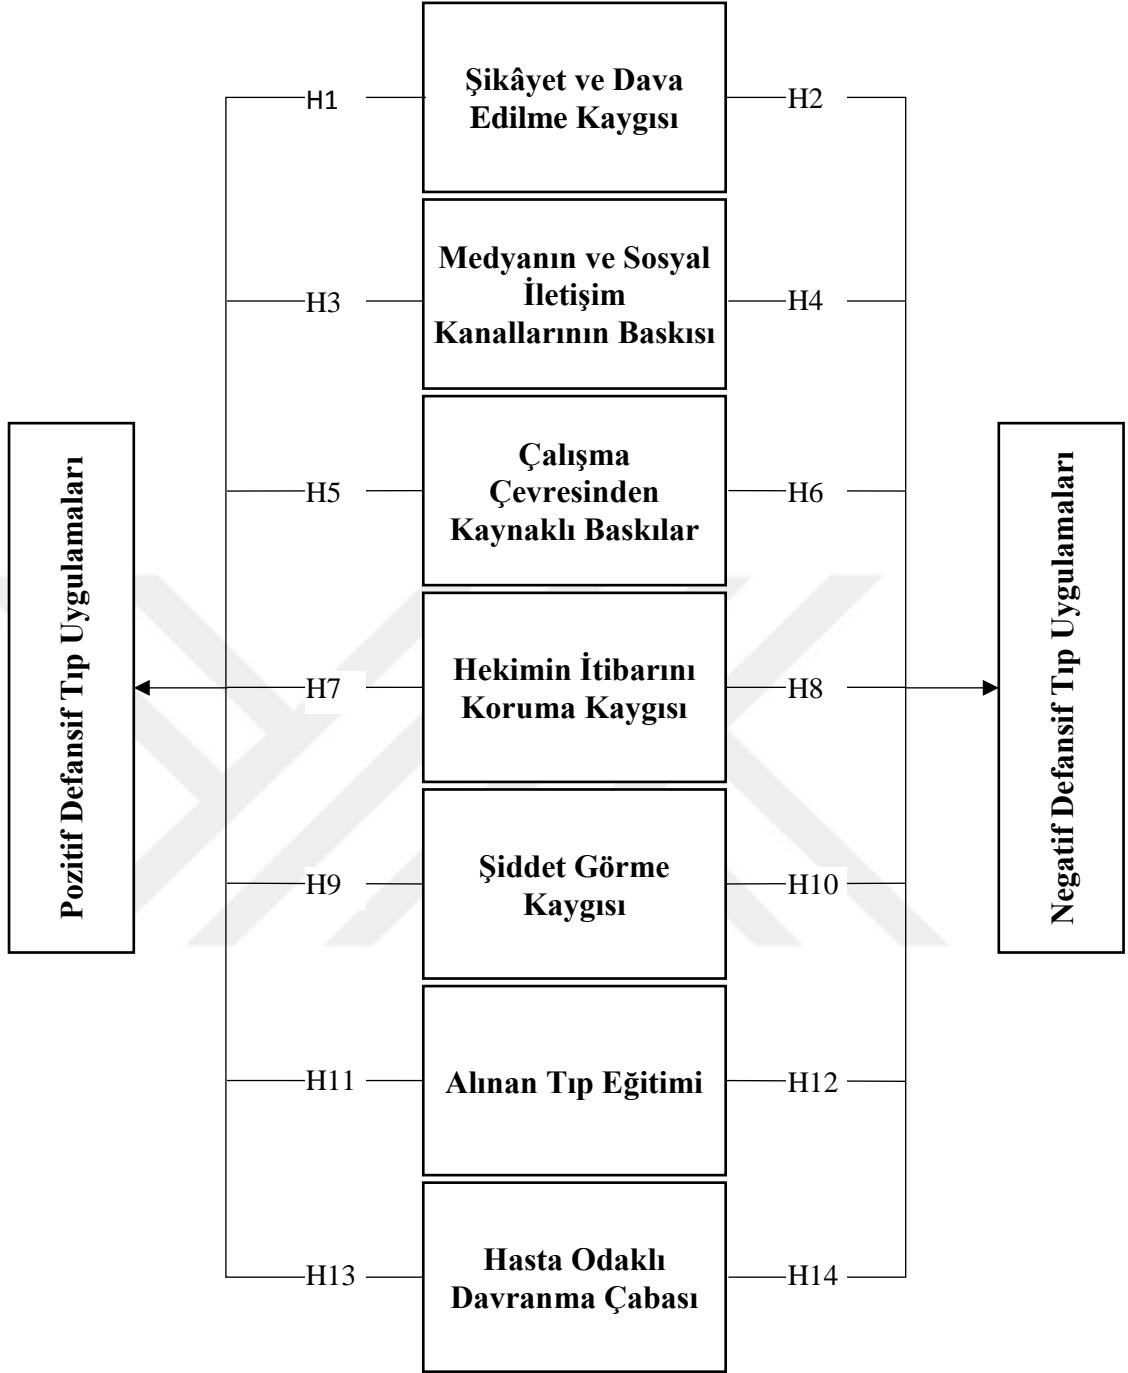 H1
Şikâyet ve Dava
Edilme Kaygısı
H2
H3
Medyanın ve Sosyal
İletişim
Kanallarının Baskısı
H4
H5
Çalışma
Çevresinden
Kaynaklı Baskılar
H6
Pozitif Defansif Tıp Uygulamaları
H7
Hekimin İtibarını
Koruma Kaygısı
H8
Negatif Defansif Tıp Uygulamaları
H9
Şiddet Görme
Kaygısı
H10
H11
Alınan Tıp Eğitimi
H12
H13
Hasta Odaklı
Davranma Çabası
H14